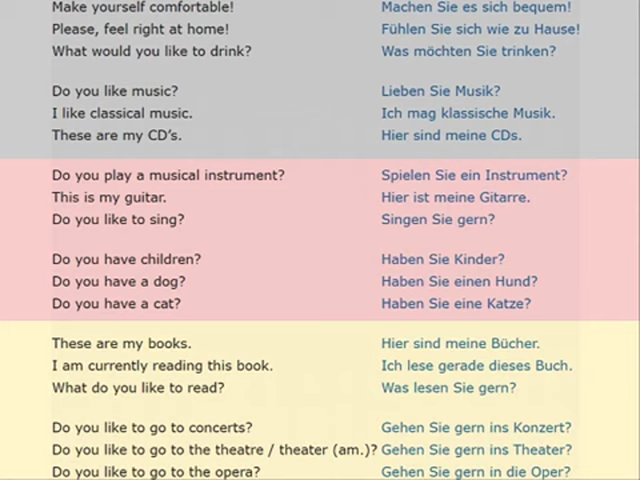 Make yourself comfortable! Machen Sie es sich bequem!
Please, feel right at home! Fühlen Sie sich wie zu Hause!
What would you like to drink? Was möchten Sie trinken?
Do you like music? Lieben Sie Musik?
I like classical music. Ich mag klassische Musik.
These are my CD's. Hier sind meine CDs.
Do you play a musical instrument? Spielen Sie ein Instrument?
This is my guitar. Hier ist meine Gitarre.
Do you like to sing? Singen Sie gern?
Do you have children? Haben Sie Kinder?
Do you have a dog? Haben Sie einen Hund?
Do you have a cat? Haben Sie eine Katze?
These are my books. Hier sind meine Bücher.
I am currently reading this book. Ich lese gerade dieses Buch.
What do you like to read? Was lesen Sie gern?
Do you like to go to concerts? Gehen Sie gern ins Konzert?
Do you like to go to the theatre / theater (am.)? Gehen Sie gern ins Theater?
Do you like to go to the opera? Gehen Sie gern in die Oper?